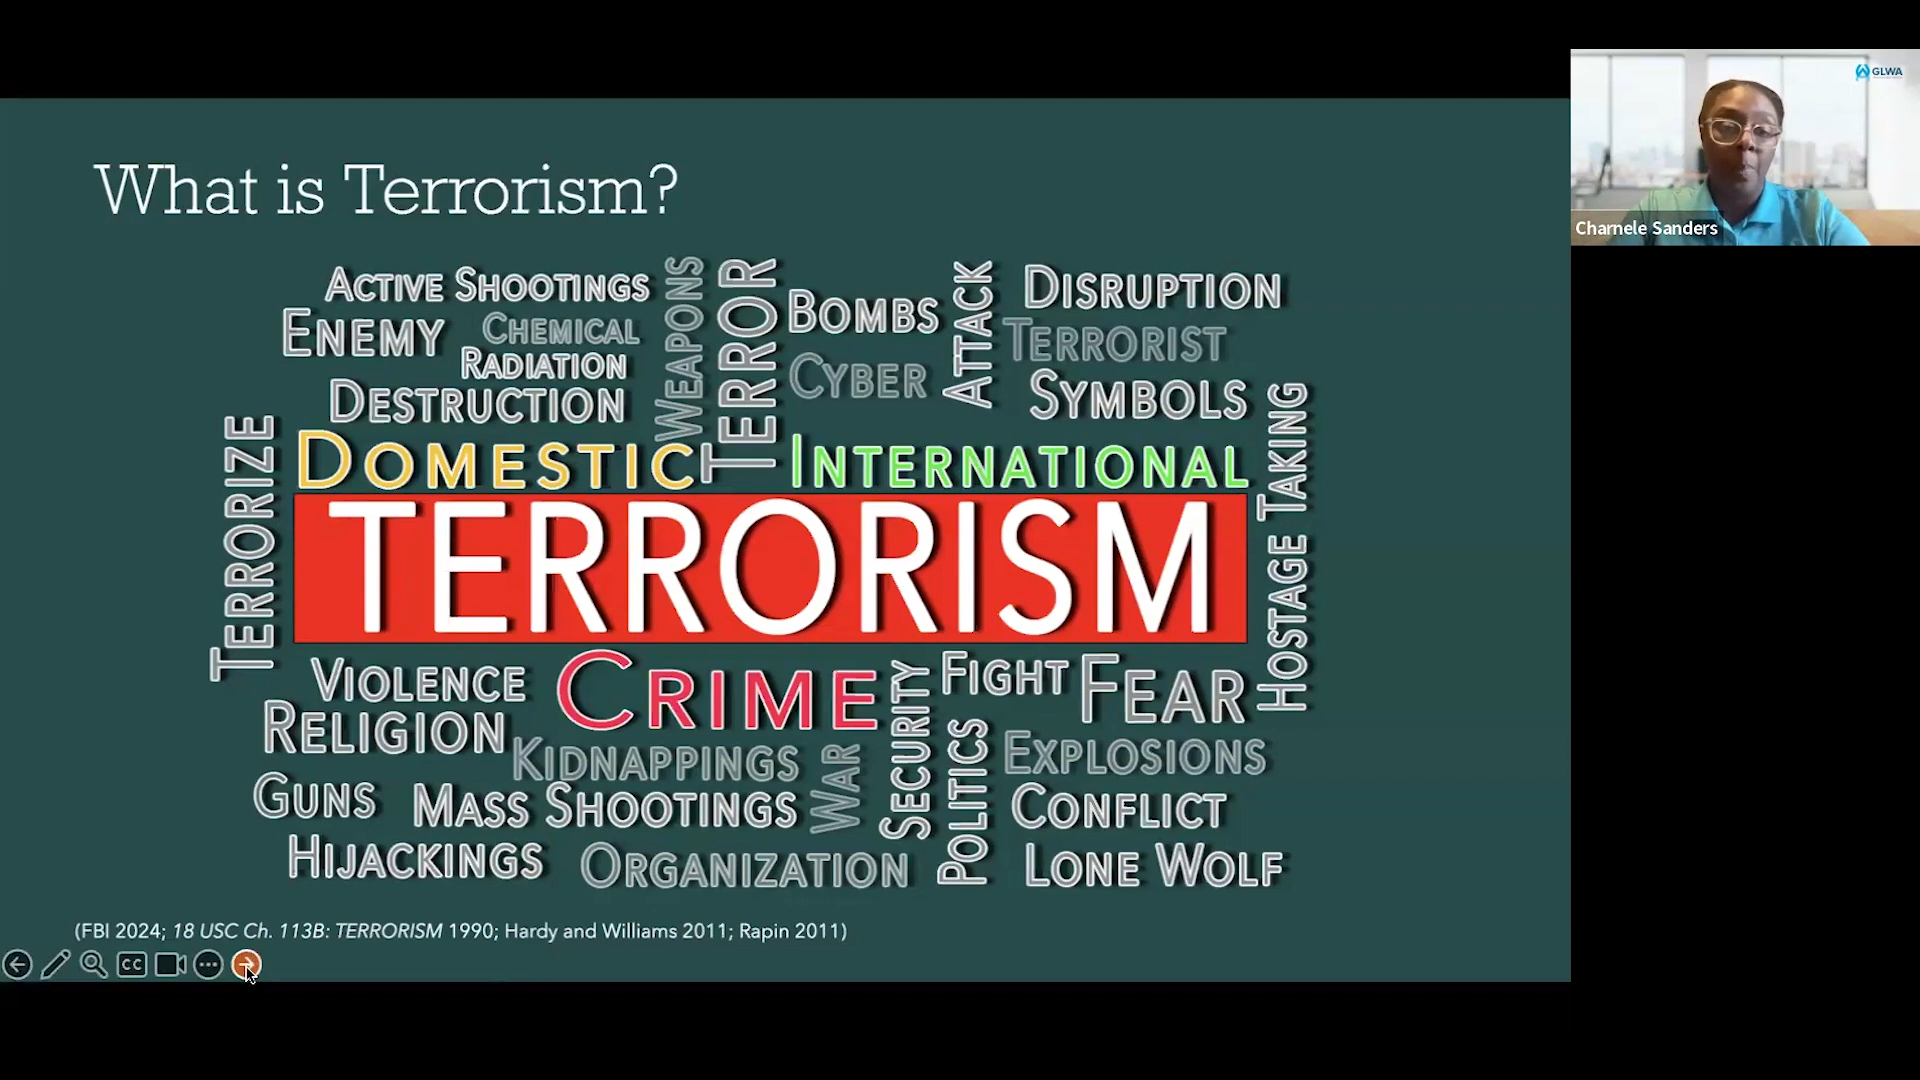 What is Terrorism?
ACTIVE SHOOTINGS
WEAPONS
TERROR
BOMBS
ATTACK
DISRUPTION
ENEMY
CHEMICAL
TERRORIST
RADIATION
CYBER
DESTRUCTION
SYMBOLS
TERRORIZE
DOMESTIC
INTERNATIONAL
HOSTAGE TAKING
TERRORISM
VIOLENCE
CRIME
SECURITY
FIGHT
FEAR
RELIGION
KIDNAPPINGS
WAR
POLITICS
EXPLOSIONS
GUNS
MASS SHOOTINGS
CONFLICT
HIJACKINGS
ORGANIZATION
LONE WOLF
(FBI 2024; 18 USC Ch. 113B: TERRORISM 1990; Hardy and Williams 2011; Rapin 2011)
CC
GLWA
Charnele Sanders